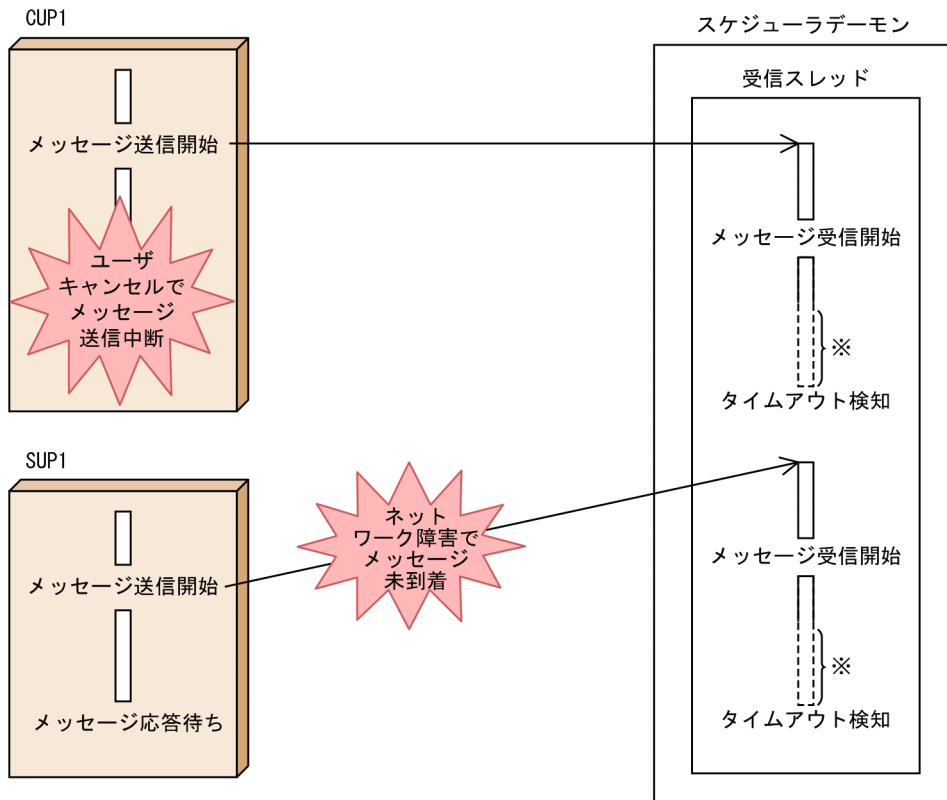 CUP1
メッセージ送信開始
ユーザ
キャンセルで
メッセージ
送信中断
スケジューラデーモン
受信スレッド
メッセージ受信開始
※
タイムアウト検知
SUP1
メッセージ送信開始
メッセージ応答待ち
ネット
ワーク障害で
メッセージ
未到着
メッセージ受信開始
※
タイムアウト検知